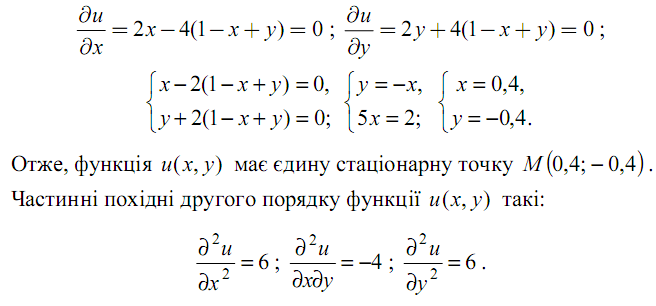 ∂u/∂x = 2x − 4(1 − x + y) = 0 ; ∂u/∂y = 2y + 4(1 − x + y) = 0 ;
{x − 2(1 − x + y) = 0, {y = −x, {x = 0,4,
{y + 2(1 − x + y) = 0; {5x = 2; {y = −0,4.
Отже, функція u(x, y) має єдину стаціонарну точку M(0,4; − 0,4) .
Частинні похідні другого порядку функції u(x, y) такі:
∂²u/∂x² = 6 ; ∂²u/∂x∂y = −4 ; ∂²u/∂y² = 6 .